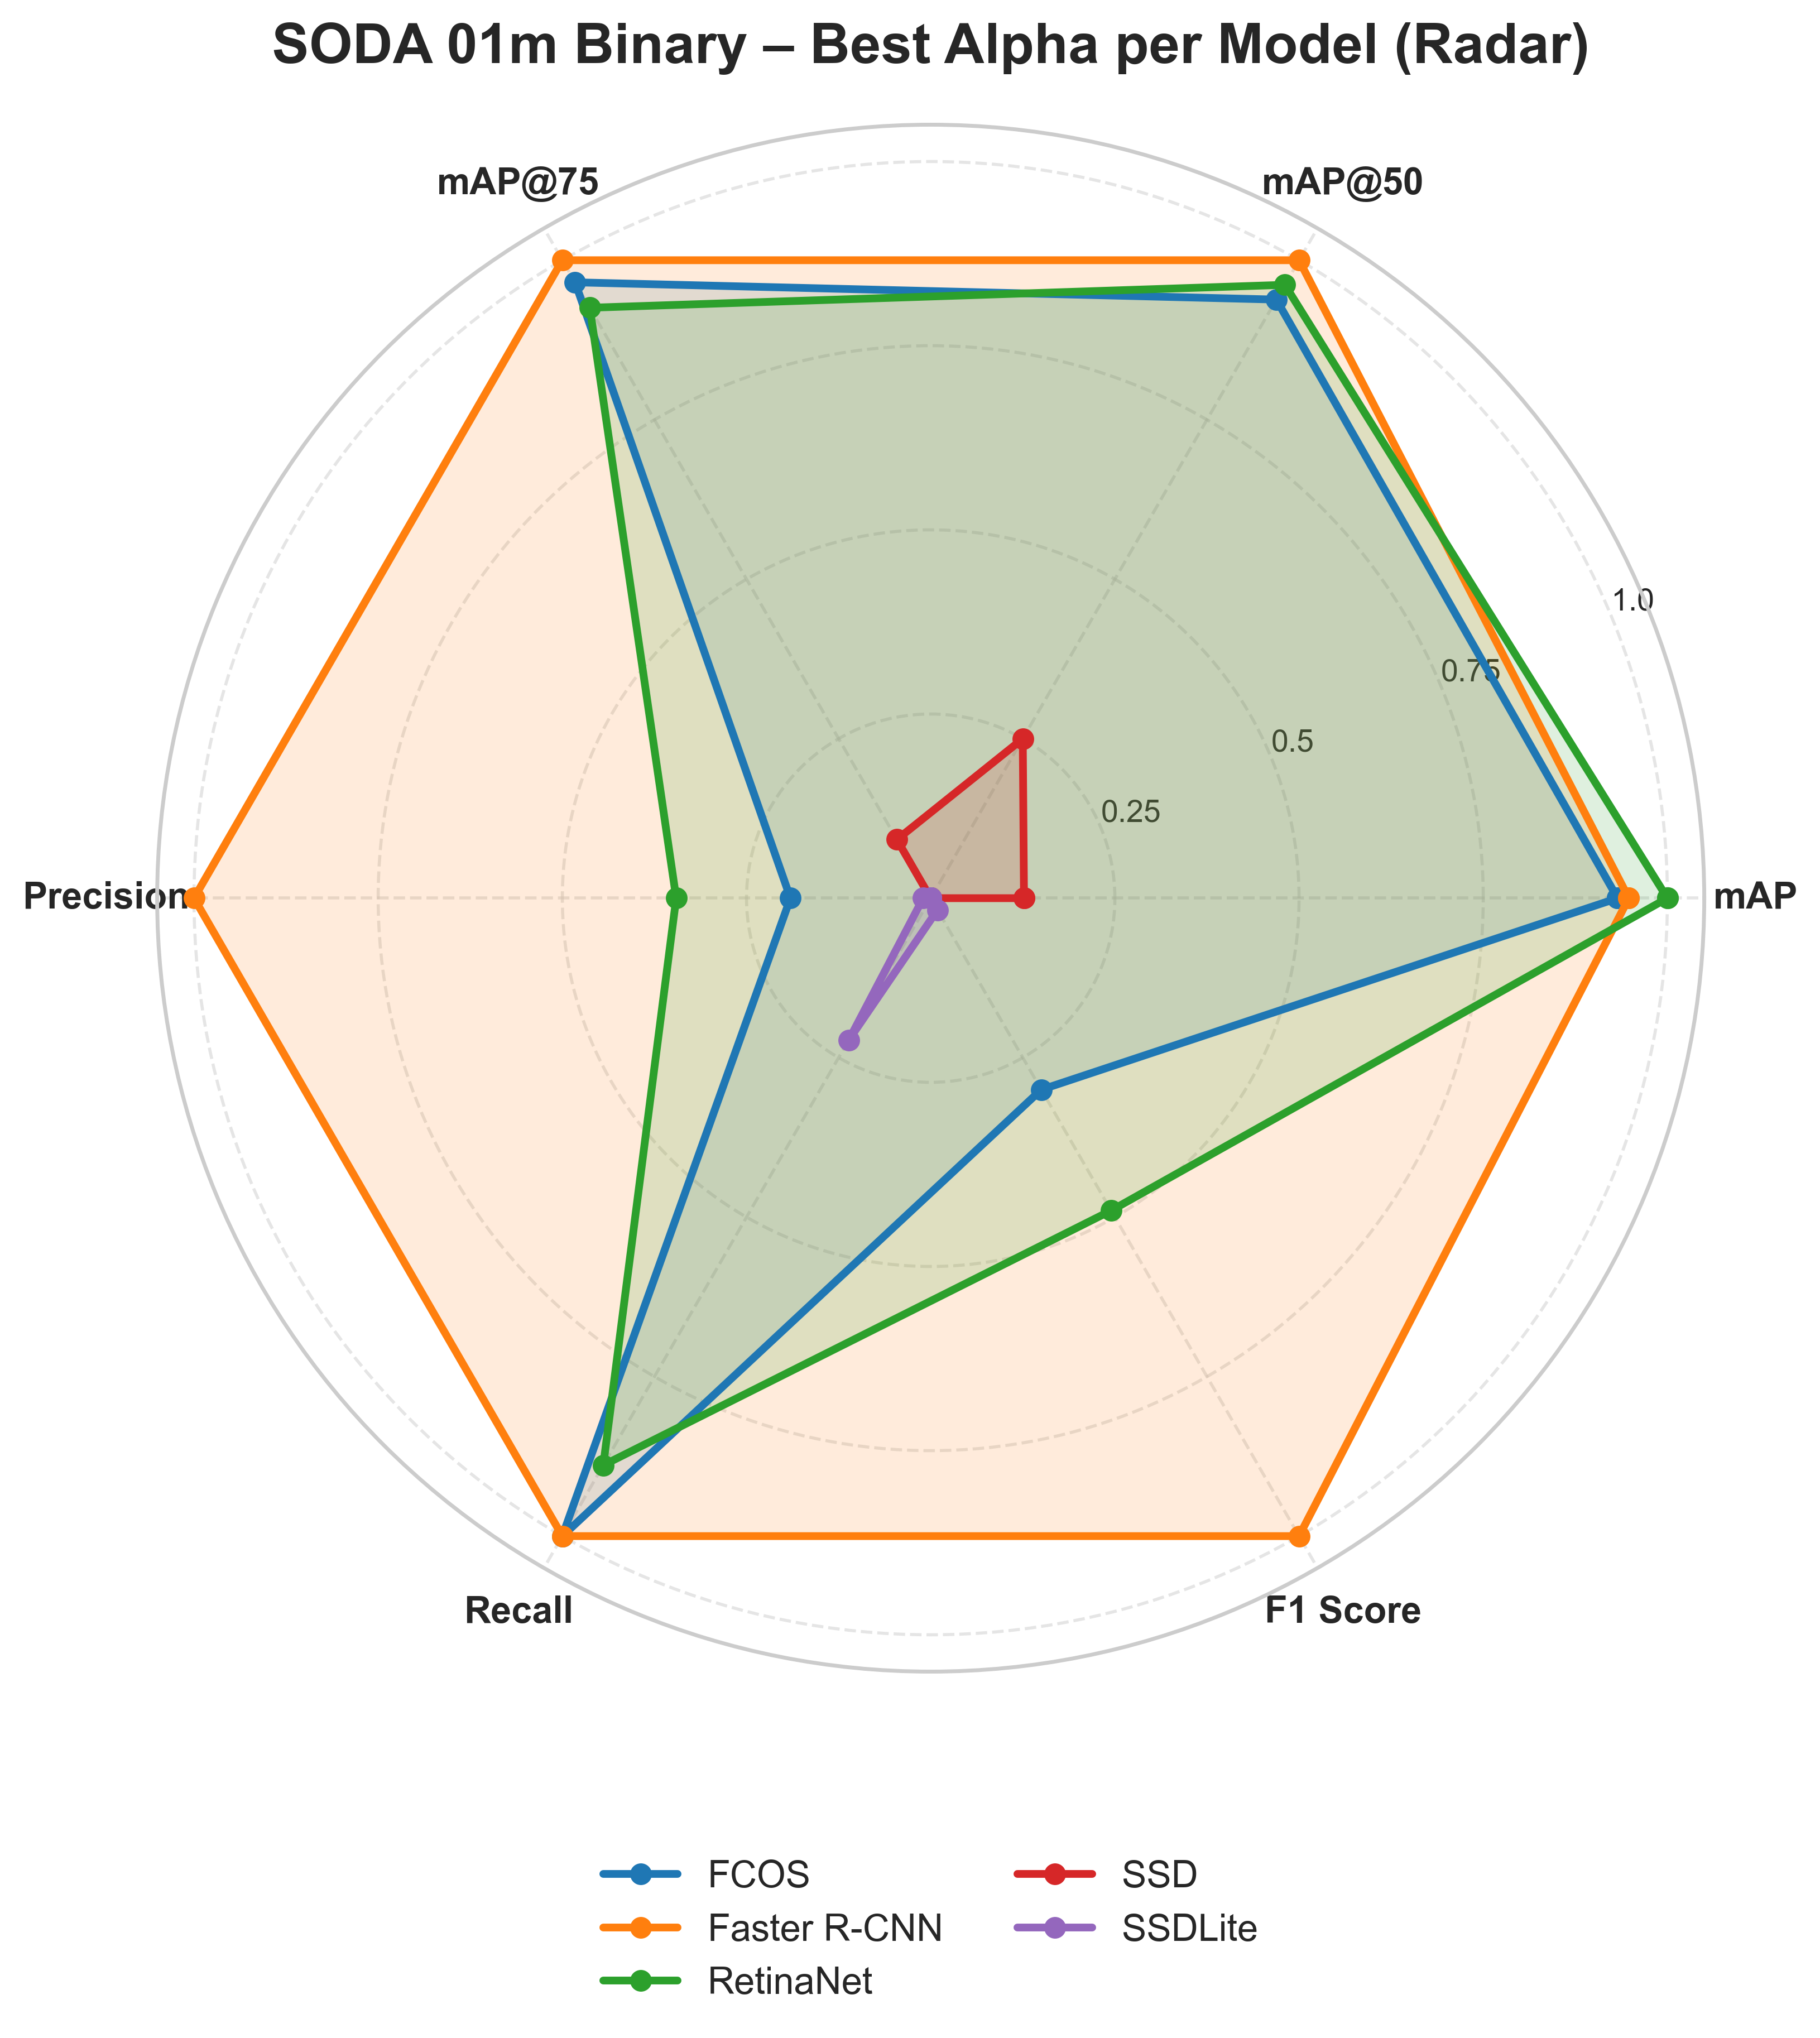 SODA 01m Binary – Best Alpha per Model (Radar)
mAP@75
mAP@50
1.0
0.75
0.5
0.25
Precision
mAP
Recall
F1 Score
FCOS
Faster R-CNN
RetinaNet
SSD
SSDLite